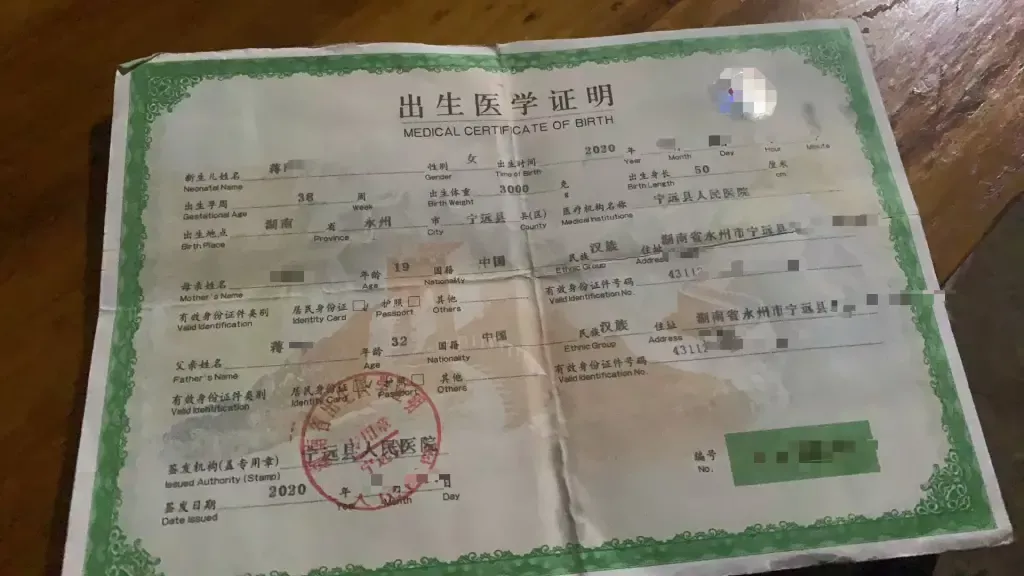 出生医学证明
MEDICAL CERTIFICATE OF BIRTH
新生儿姓名 蒋 性别 女 出生时间 2020 年 月 日
Neonatal Name Gender Time of Birth Year Month Day Hour Minute
出生孕周 38 周 出生体重 3000 克 出生身长 50 厘米
Gestational Age Week Birth Weight g Birth Length cm
出生地点 湖南 省 永州 市 宁远县 县(区) 医疗机构名称 宁远县人民医院
Birth Place Province City County Medical Institutions
母亲姓名 年龄 19 国籍 中国 民族 汉族 住址 湖南省永州市宁远县
Mother's Name Age Nationality Ethnic Group Address
有效身份证件类别 居民身份证 护照 其他 有效身份证件号码 43112
Valid Identification Identity Card Passport Others Valid Identification No.
父亲姓名 蒋 年龄 32 国籍 中国 民族 汉族 住址 湖南省永州市宁远县
Father's Name Age Nationality Ethnic Group Address
有效身份证件类别 居民身份证 护照 其他 有效身份证件号码 43112
Valid Identification Identity Card Passport Others Valid Identification No.
签发机构(盖专用章) 宁远县人民医院
Issued Authority (Stamp)
签发日期 2020 年 月 日
Date Issued Year Month Day
编号
No.